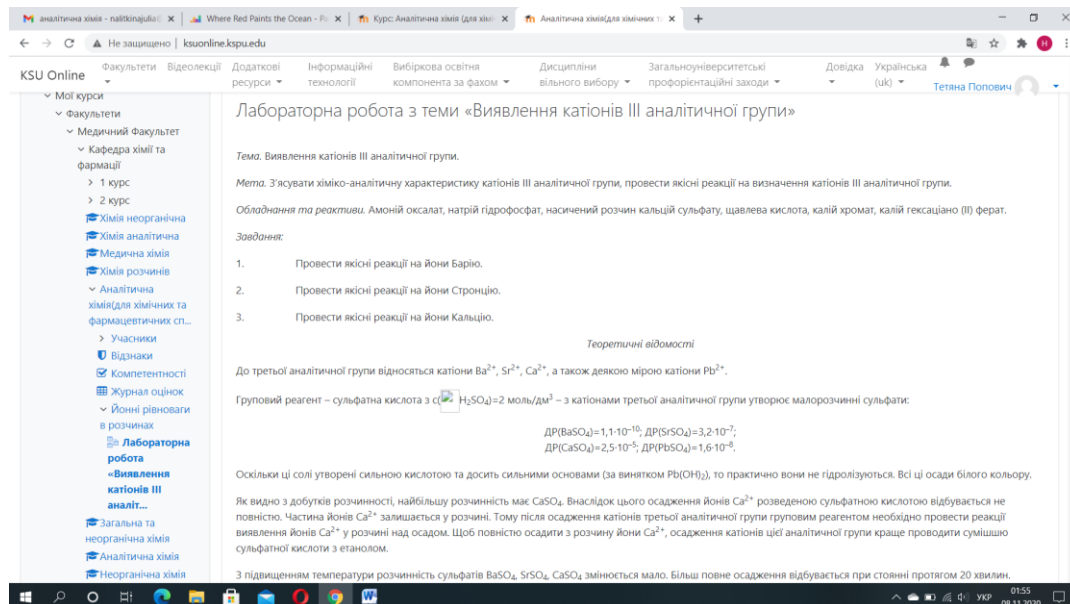 аналітична хімія - nalitkinajulia@
Where Red Paints the Ocean - Po
Курс: Аналітична хімія (для хімі
Аналітична хімія(для хімічних т
Не защищено | ksuonline.kspu.edu
KSU Online
Факультети
Відеолекції
Додаткові ресурси
Інформаційні технології
Вибіркова освітня компонента за фахом
Дисципліни вільного вибору
Загальноуніверситетські профорієнтаційні заходи
Довідка
Українська (uk)
Тетяна Попович
Мої курси
Факультети
Медичний Факультет
Кафедра хімії та
фармації
1 курс
2 курс
Хімія неорганічна
Хімія аналітична
Медична хімія
Хімія розчинів
Аналітична
хімія(для хімічних та
фармацевтичних сп...
Учасники
Відзнаки
Компетентності
Журнал оцінок
Йонні рівноваги
в розчинах
Лабораторна
робота
«Виявлення
катіонів ІІІ
аналіт...
Загальна та
неорганічна хімія
Аналітична хімія
Неорганічна хімія
Лабораторна робота з теми «Виявлення катіонів ІІІ аналітичної групи»
Тема. Виявлення катіонів ІІІ аналітичної групи.
Мета. З'ясувати хіміко-аналітичну характеристику катіонів ІІІ аналітичної групи, провести якісні реакції на визначення катіонів ІІІ аналітичної групи.
Обладнання та реактиви. Амоній оксалат, натрій гідрофосфат, насичений розчин кальцій сульфату, щавлева кислота, калій хромат, калій гексаціано (ІІ) ферат.
Завдання:
1. Провести якісні реакції на йони Барію.
2. Провести якісні реакції на йони Стронцію.
3. Провести якісні реакції на йони Кальцію.
Теоретичні відомості
До третьої аналітичної групи відносяться катіони Ba²⁺, Sr²⁺, Ca²⁺, а також деякою мірою катіони Pb²⁺.
Груповий реагент – сульфатна кислота з c( H₂SO₄)=2 моль/дм³ – з катіонами третьої аналітичної групи утворює малорозчинні сульфати:
ДР(BaSO₄)=1,1·10⁻¹⁰; ДР(SrSO₄)=3,2·10⁻⁷;
ДР(CaSO₄)=2,5·10⁻⁵; ДР(PbSO₄)=1,6·10⁻⁸.
Оскільки ці солі утворені сильною кислотою та досить сильними основами (за винятком Pb(OH)₂), то практично вони не гідролізуються. Всі ці осади білого кольору.
Як видно з добутків розчинності, найбільшу розчинність має CaSO₄. Внаслідок цього осадження йонів Ca²⁺ розведеною сульфатною кислотою відбувається не
повністю. Частина йонів Ca²⁺ залишається у розчині. Тому після осадження катіонів третьої аналітичної групи груповим реагентом необхідно провести реакції
виявлення йонів Ca²⁺ у розчині над осадом. Щоб повністю осадити з розчину йони Ca²⁺, осадження катіонів цієї аналітичної групи краще проводити сумішшю
сульфатної кислоти з етанолом.
З підвищенням температури розчинність сульфатів BaSO₄, SrSO₄, CaSO₄ змінюється мало. Більш повне осадження відбувається при стоянні протягом 20 хвилин.
УКР
01:55
08.11.2020